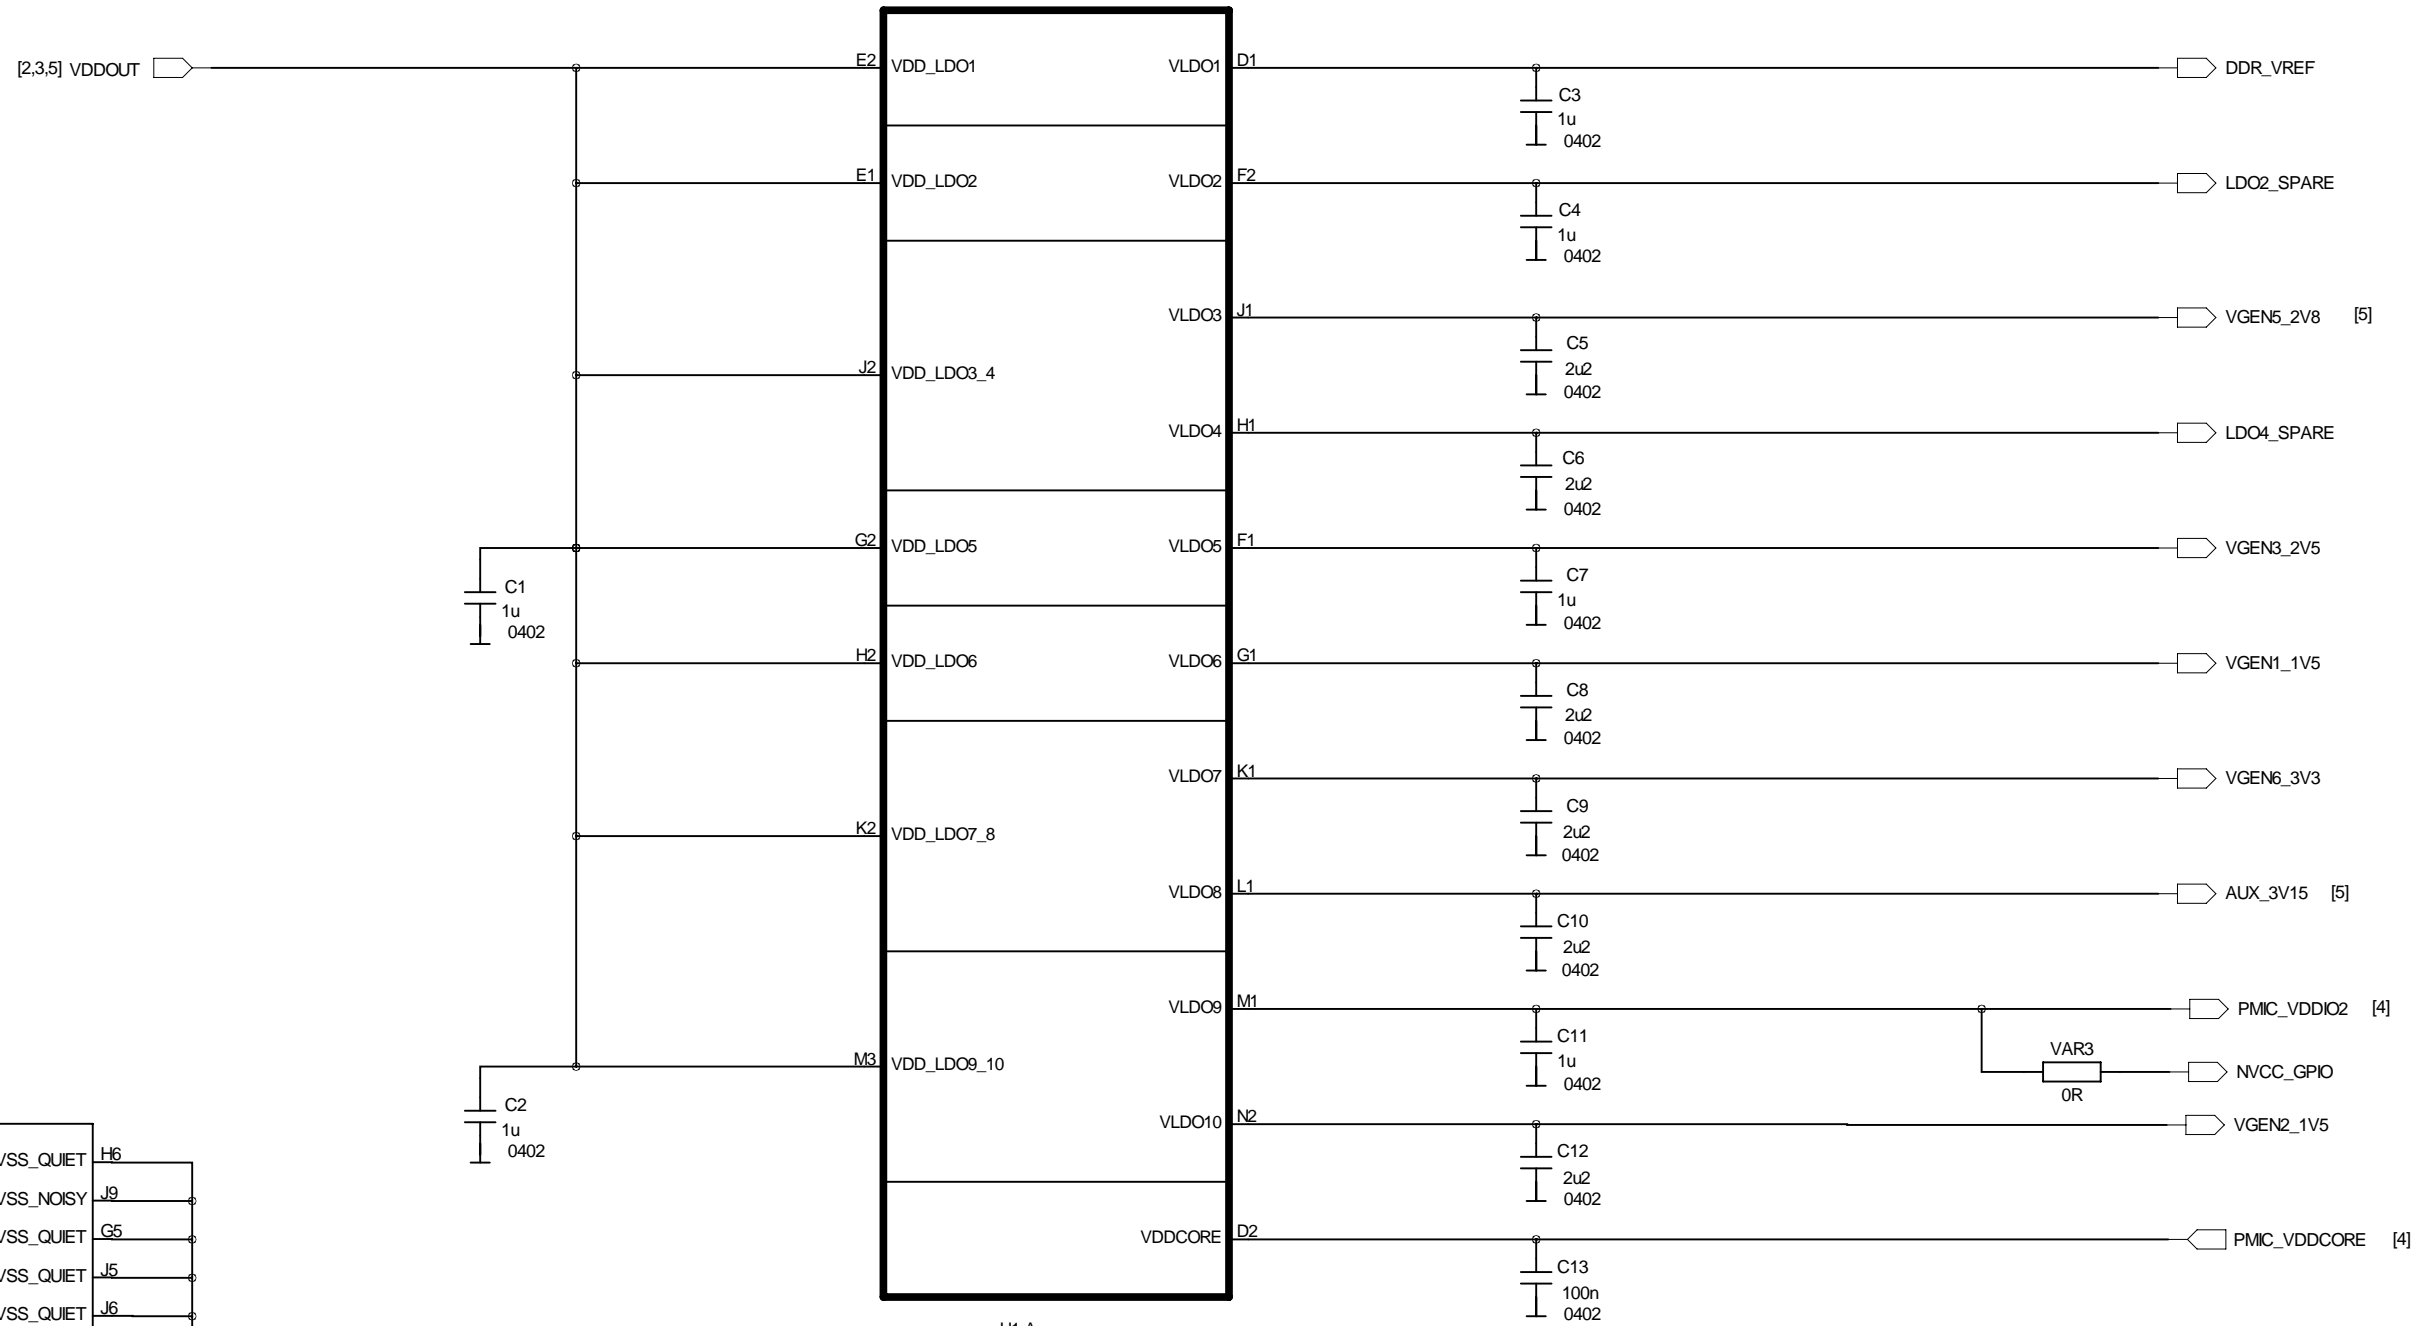 [2,3,5] VDDOUT
E2 VDD_LDO1 VLDO1 D1 DDR_VREF
C3
1u
0402
E1 VDD_LDO2 VLDO2 F2 LDO2_SPARE
C4
1u
0402
VLDO3 J1 VGEN5_2V8 [5]
C5
2u2
0402
J2 VDD_LDO3_4
VLDO4 H1 LDO4_SPARE
C6
2u2
0402
G2 VDD_LDO5 VLDO5 F1 VGEN3_2V5
C1
1u
0402
C7
1u
0402
H2 VDD_LDO6 VLDO6 G1 VGEN1_1V5
C8
2u2
0402
VLDO7 K1 VGEN6_3V3
C9
2u2
0402
K2 VDD_LDO7_8
VLDO8 L1 AUX_3V15 [5]
C10
2u2
0402
VLDO9 M1 PMIC_VDDIO2 [4]
C11
1u
0402
VAR3
0R
NVCC_GPIO
M3 VDD_LDO9_10
C2
1u
0402
VLDO10 N2 VGEN2_1V5
C12
2u2
0402
VSS_QUIET H6
VSS_NOISY J9
VSS_QUIET G5
VSS_QUIET J5
VSS_QUIET J6
VDDCORE D2 PMIC_VDDCORE [4]
C13
100n
0402